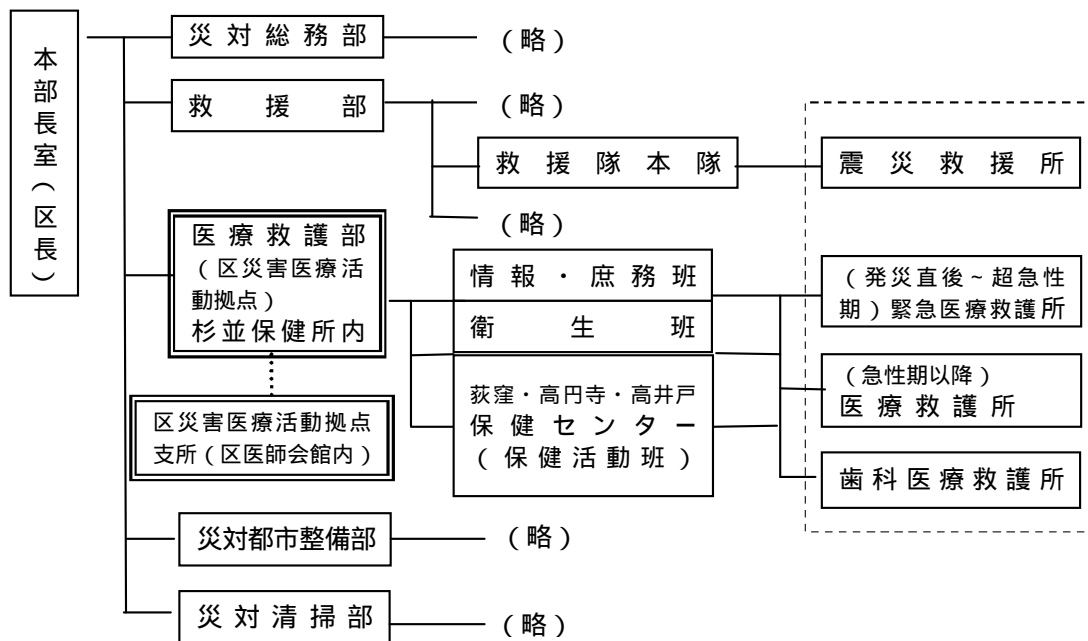 本部長室（区長）
災対総務部
（略）
救援部
（略）
救援隊本隊
震災救援所
（略）
医療救護部
（区災害医療活
動拠点）
杉並保健所内
情報・庶務班
衛生班
荻窪・高円寺・高井戸
保健センター
（保健活動班）
（発災直後～超急性
期）緊急医療救護所
（急性期以降）
医療救護所
歯科医療救護所
区災害医療活動拠点
支所（区医師会館内）
災対都市整備部
（略）
災対清掃部
（略）